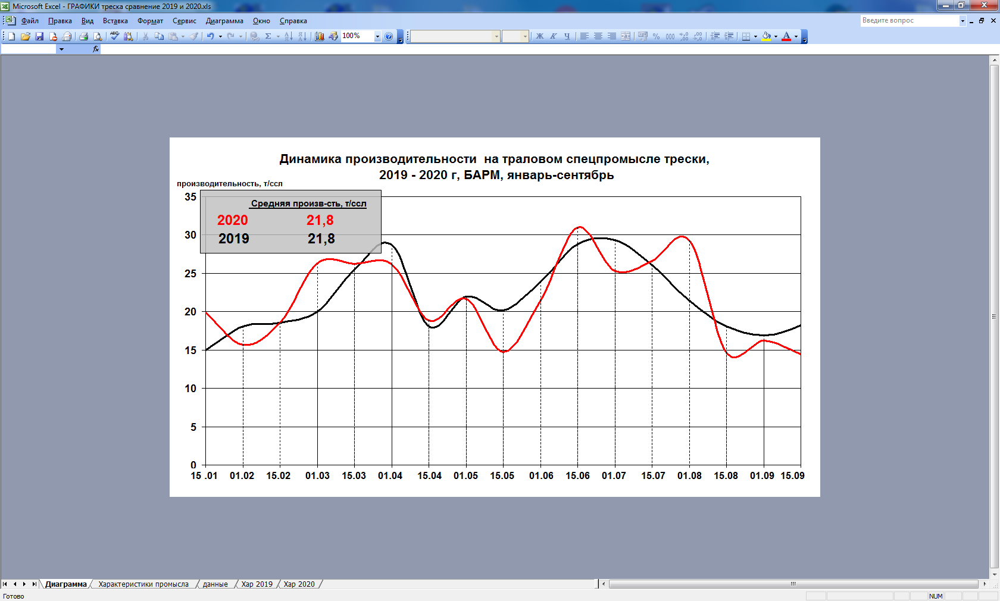 Microsoft Excel - ГРАФИКИ треска сравнение 2019 и 2020.xls
Файл Правка Вид Вставка Формат Сервис Диаграмма Окно Справка
Введите вопрос
100%
Ж К Ч
% 000
fx
Динамика производительности на траловом спецпромысле трески,
2019 - 2020 г, БАРМ, январь-сентябрь
производительность, т/ссл
Средняя произв-сть, т/ссл
2020 21,8
2019 21,8
35
30
25
20
15
10
5
0
15 .01 01.02 15.02 01.03 15.03 01.04 15.04 01.05 15.05 01.06 15.06 01.07 15.07 01.08 15.08 01.09 15.09
Диаграмма Характеристики промысла данные Хар 2019 Хар 2020
Готово
NUM